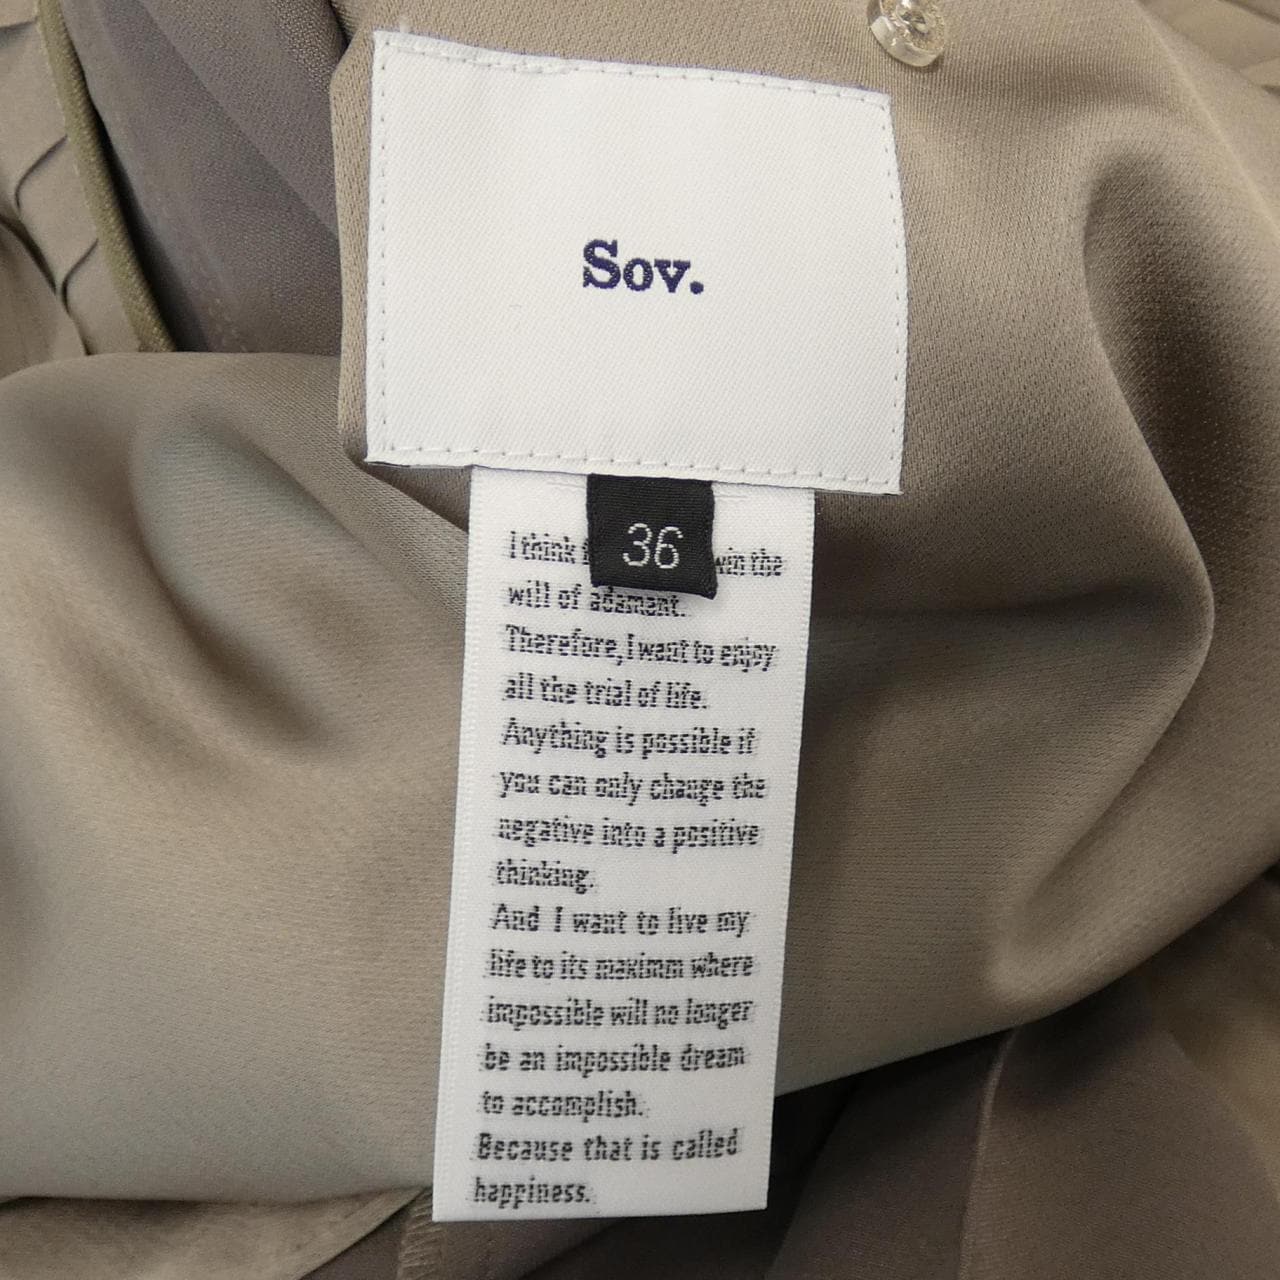 Sov.
36
I think win the
will of adamant.
Therefore, I want to enjoy
all the trial of life.
Anything is possible if
you can only change the
negative into a positive
thinking.
And I want to live my
life to its maximm where
impossible will no longer
be an impossible dream
to accomplish.
Because that is called
happiness.